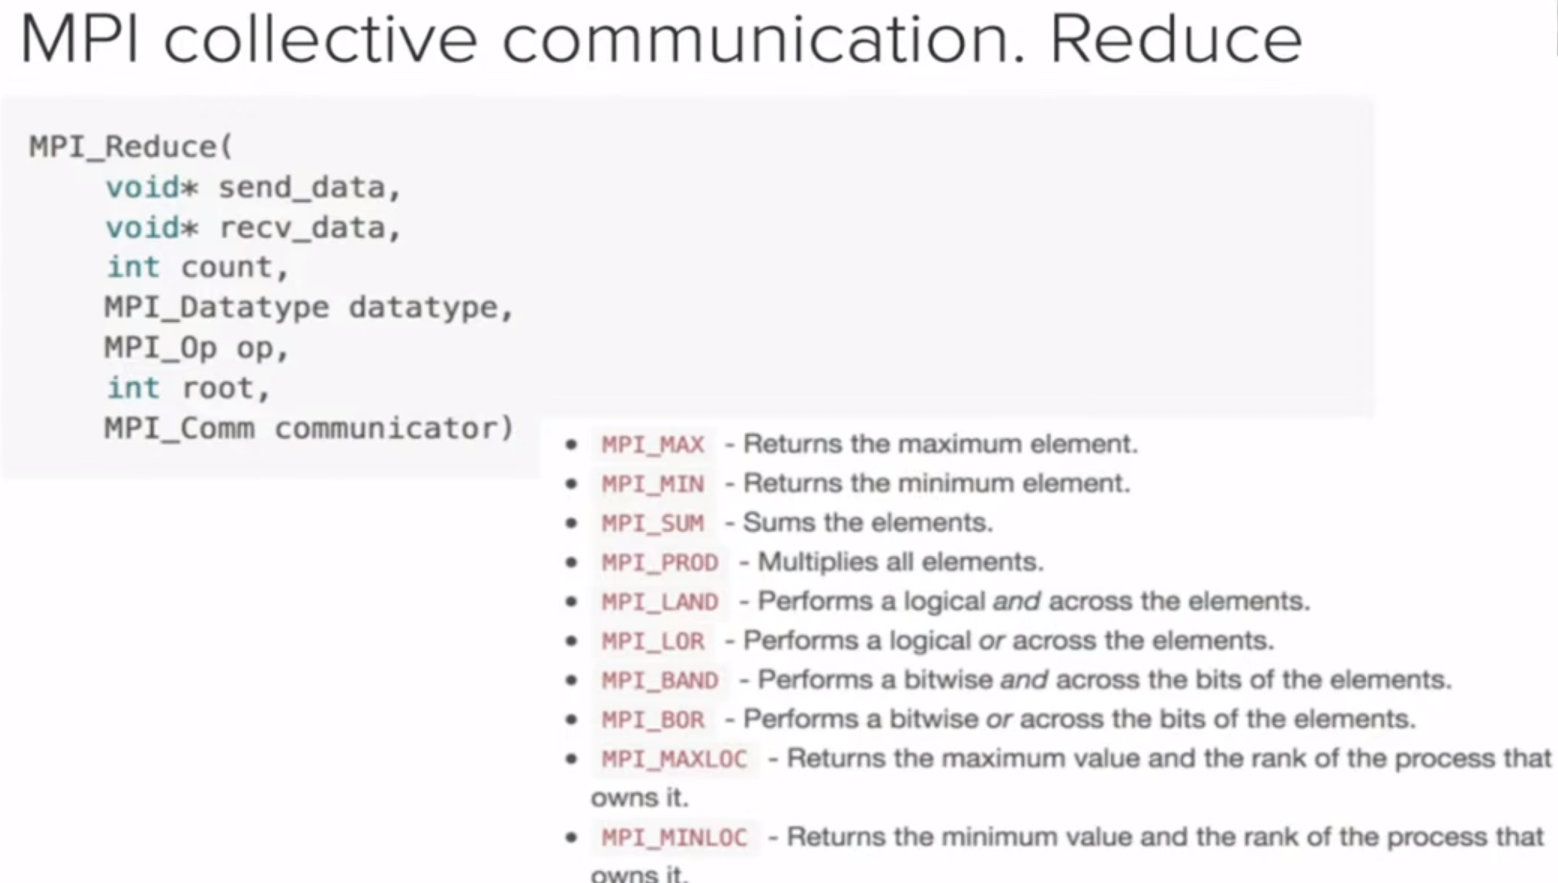 MPI collective communication. Reduce
MPI_Reduce(
void* send_data,
void* recv_data,
int count,
MPI_Datatype datatype,
MPI_Op op,
int root,
MPI_Comm communicator)
• MPI_MAX - Returns the maximum element.
• MPI_MIN - Returns the minimum element.
• MPI_SUM - Sums the elements.
• MPI_PROD - Multiplies all elements.
• MPI_LAND - Performs a logical and across the elements.
• MPI_LOR - Performs a logical or across the elements.
• MPI_BAND - Performs a bitwise and across the bits of the elements.
• MPI_BOR - Performs a bitwise or across the bits of the elements.
• MPI_MAXLOC - Returns the maximum value and the rank of the process that
owns it.
• MPI_MINLOC - Returns the minimum value and the rank of the process that
owns it.